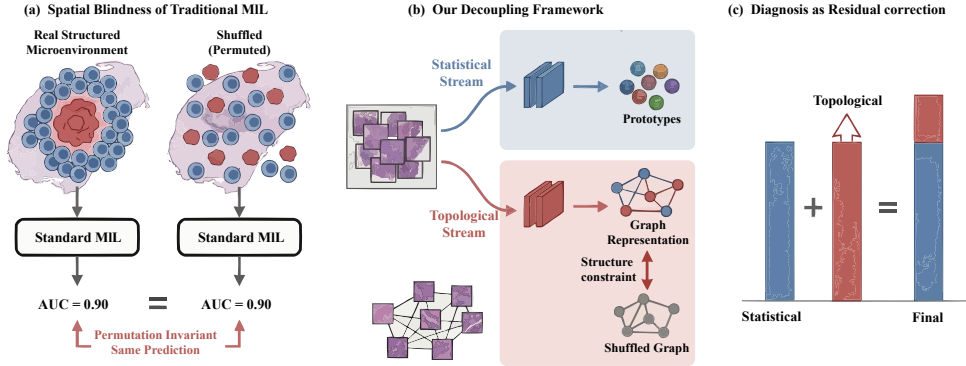 (a) Spatial Blindness of Traditional MIL
Real Structured
Microenvironment
Shuffled
(Permuted)
Standard MIL
Standard MIL
AUC = 0.90
=
AUC = 0.90
Permutation Invariant
Same Prediction
(b) Our Decoupling Framework
Statistical
Stream
Prototypes
Topological
Stream
Graph
Representation
Structure
constraint
Shuffled Graph
(c) Diagnosis as Residual correction
Topological
+
=
Statistical
Final